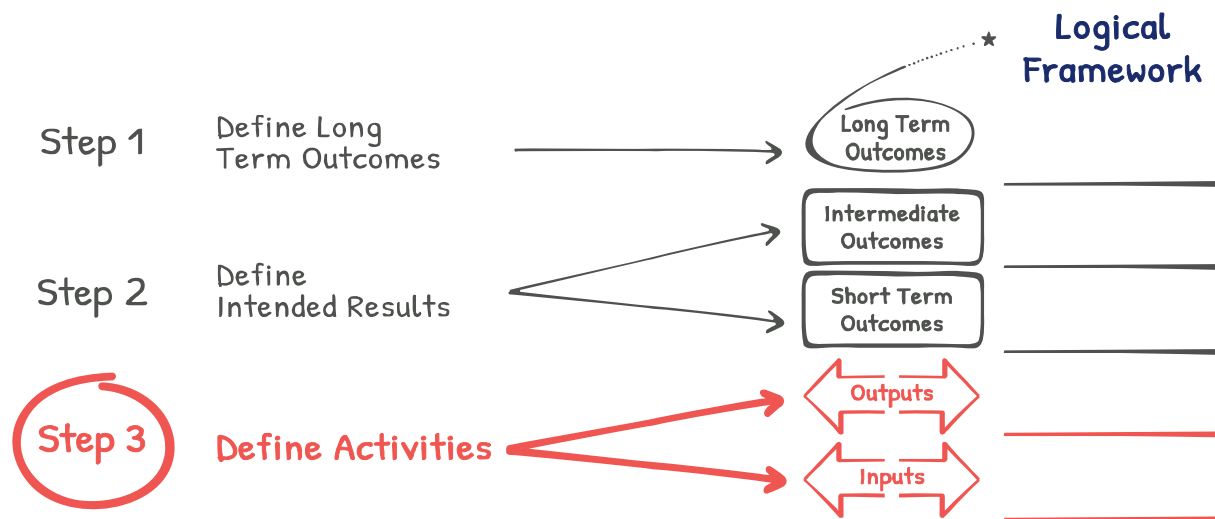 Logical
Framework
Step 1
Define Long
Term Outcomes
Long Term
Outcomes
Step 2
Define
Intended Results
Intermediate
Outcomes
Short Term
Outcomes
Step 3
Define Activities
Outputs
Inputs